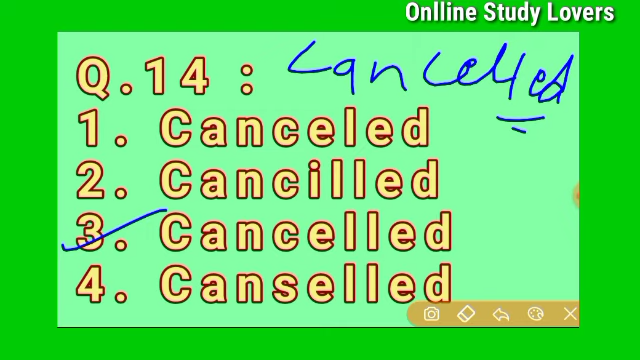 Onlline Study Lovers
Q.14 : Cancelled
1. Canceled
2. Cancilled
3. Cancelled
4. Canselled